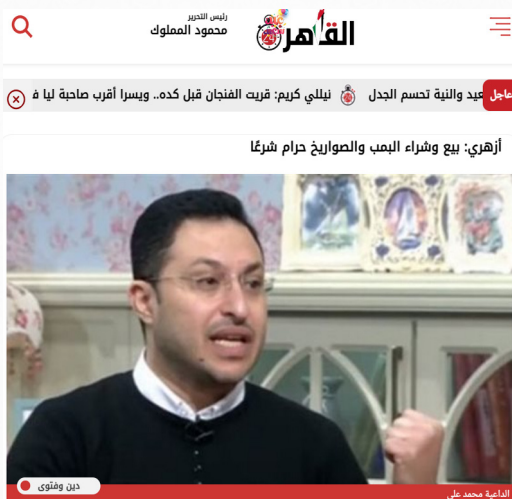 القاهرة
رئيس التحرير
محمود المملوك
عاجل
عيد والنية تحسم الجدل
نيللي كريم: قريت الفنجان قبل كده.. ويسرا أقرب صاحبة ليا ف
أزهري: بيع وشراء البمب والصواريخ حرام شرعًا
دين وفتوى
الداعية محمد علي